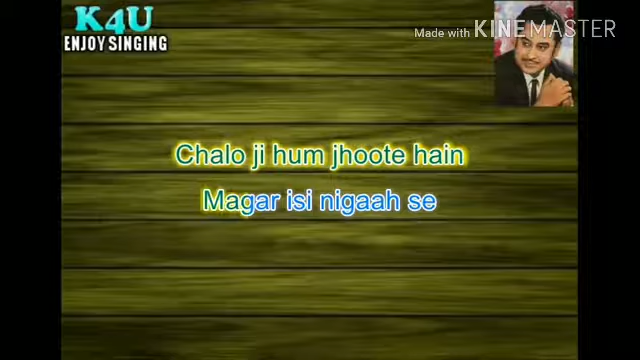 K4U
ENJOY SINGING
Made with KINEMASTER
Chalo ji hum jhoote hain
Magar isi nigaah se